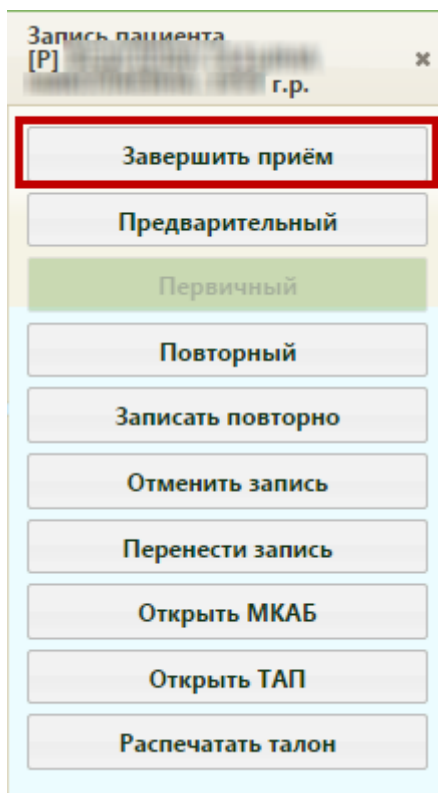 Запись пациента
[Р]
г.р.
Завершить приём
Предварительный
Первичный
Повторный
Записать повторно
Отменить запись
Перенести запись
Открыть МКАБ
Открыть ТАП
Распечатать талон